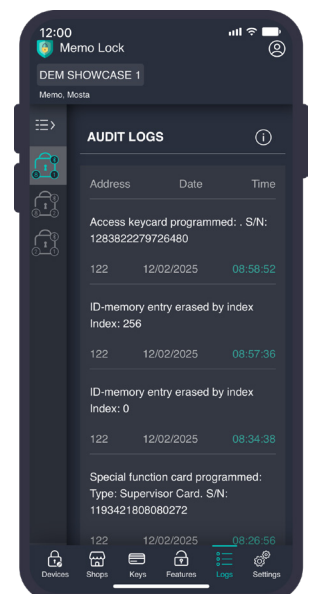 12:00
Memo Lock
DEM SHOWCASE 1
Memo, Mosta
AUDIT LOGS
Address Date Time
Access keycard programmed: . S/N:
1283822279726480
122 12/02/2025 08:58:52
ID-memory entry erased by index
Index: 256
122 12/02/2025 08:57:36
ID-memory entry erased by index
Index: 0
122 12/02/2025 08:34:38
Special function card programmed:
Type: Supervisor Card. S/N:
1193421808080272
122 12/02/2025 08:26:56
Devices Shops Keys Features Logs Settings